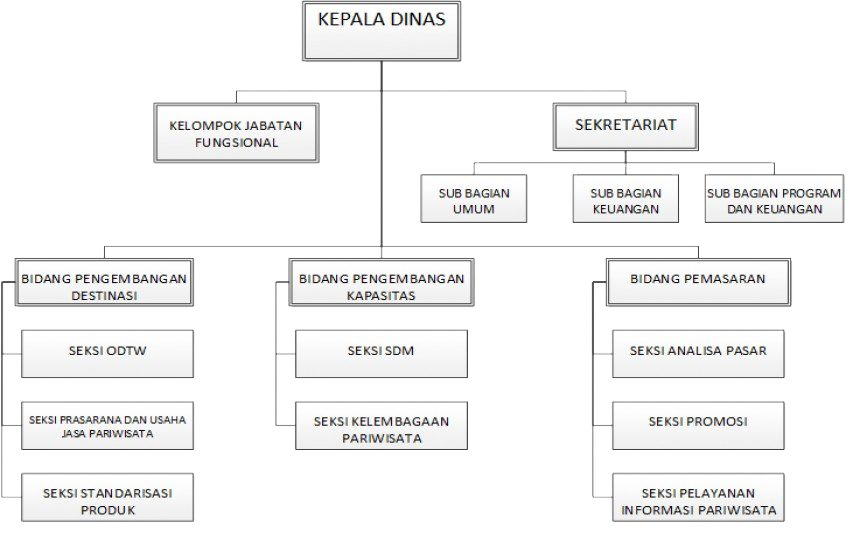 KEPALA DINAS
KELOMPOK JABATAN
FUNGSIONAL
SEKRETARIAT
SUB BAGIAN
UMUM
SUB BAGIAN
KEUANGAN
SUB BAGIAN PROGRAM
DAN KEUANGAN
BIDANG PENGEMBANGAN
DESTINASI
BIDANG PENGEMBANGAN
KAPASITAS
BIDANG PEMASARAN
SEKSI ODTW
SEKSI SDM
SEKSI ANALISA PASAR
SEKSI PRASARANA DAN USAHA
JASA PARIWISATA
SEKSI KELEMBAGAAN
PARIWISATA
SEKSI PROMOSI
SEKSI STANDARISASI
PRODUK
SEKSI PELAYANAN
INFORMASI PARIWISATA